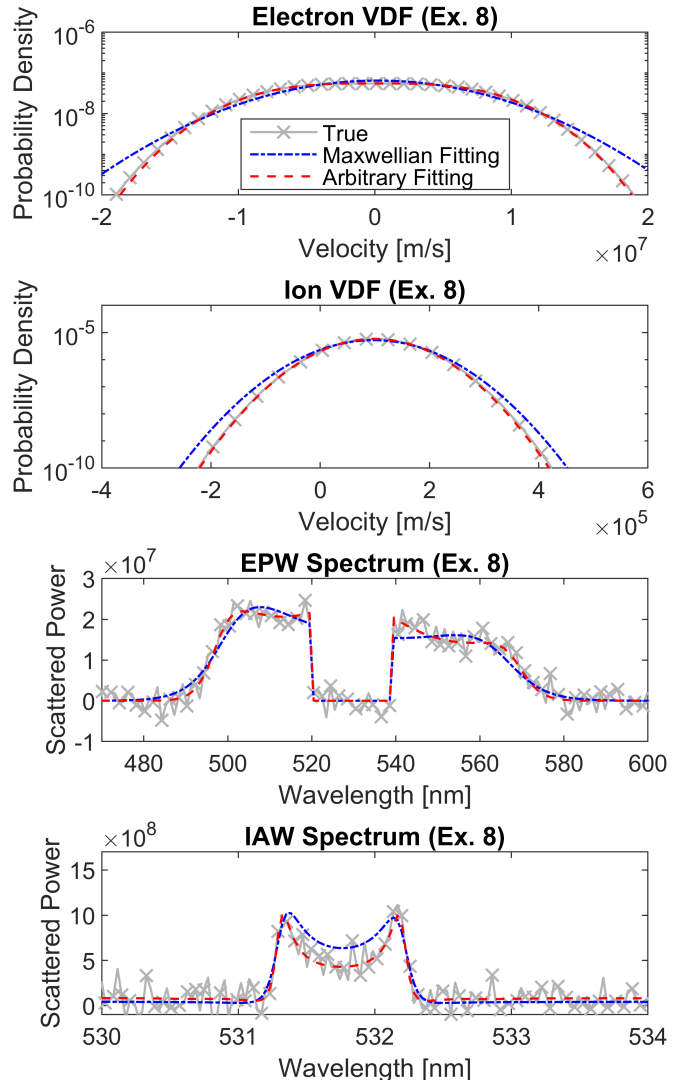 Electron VDF (Ex. 8)
Probability Density
10^-6
10^-8
10^-10
True
Maxwellian Fitting
Arbitrary Fitting
-2 -1 0 1 2
Velocity [m/s]
×10^7
Ion VDF (Ex. 8)
Probability Density
10^-5
10^-10
-4 -2 0 2 4 6
Velocity [m/s]
×10^5
EPW Spectrum (Ex. 8)
×10^7
Scattered Power
3
2
1
0
-1
480 500 520 540 560 580 600
Wavelength [nm]
IAW Spectrum (Ex. 8)
×10^8
Scattered Power
15
10
5
0
530 531 532 533 534
Wavelength [nm]